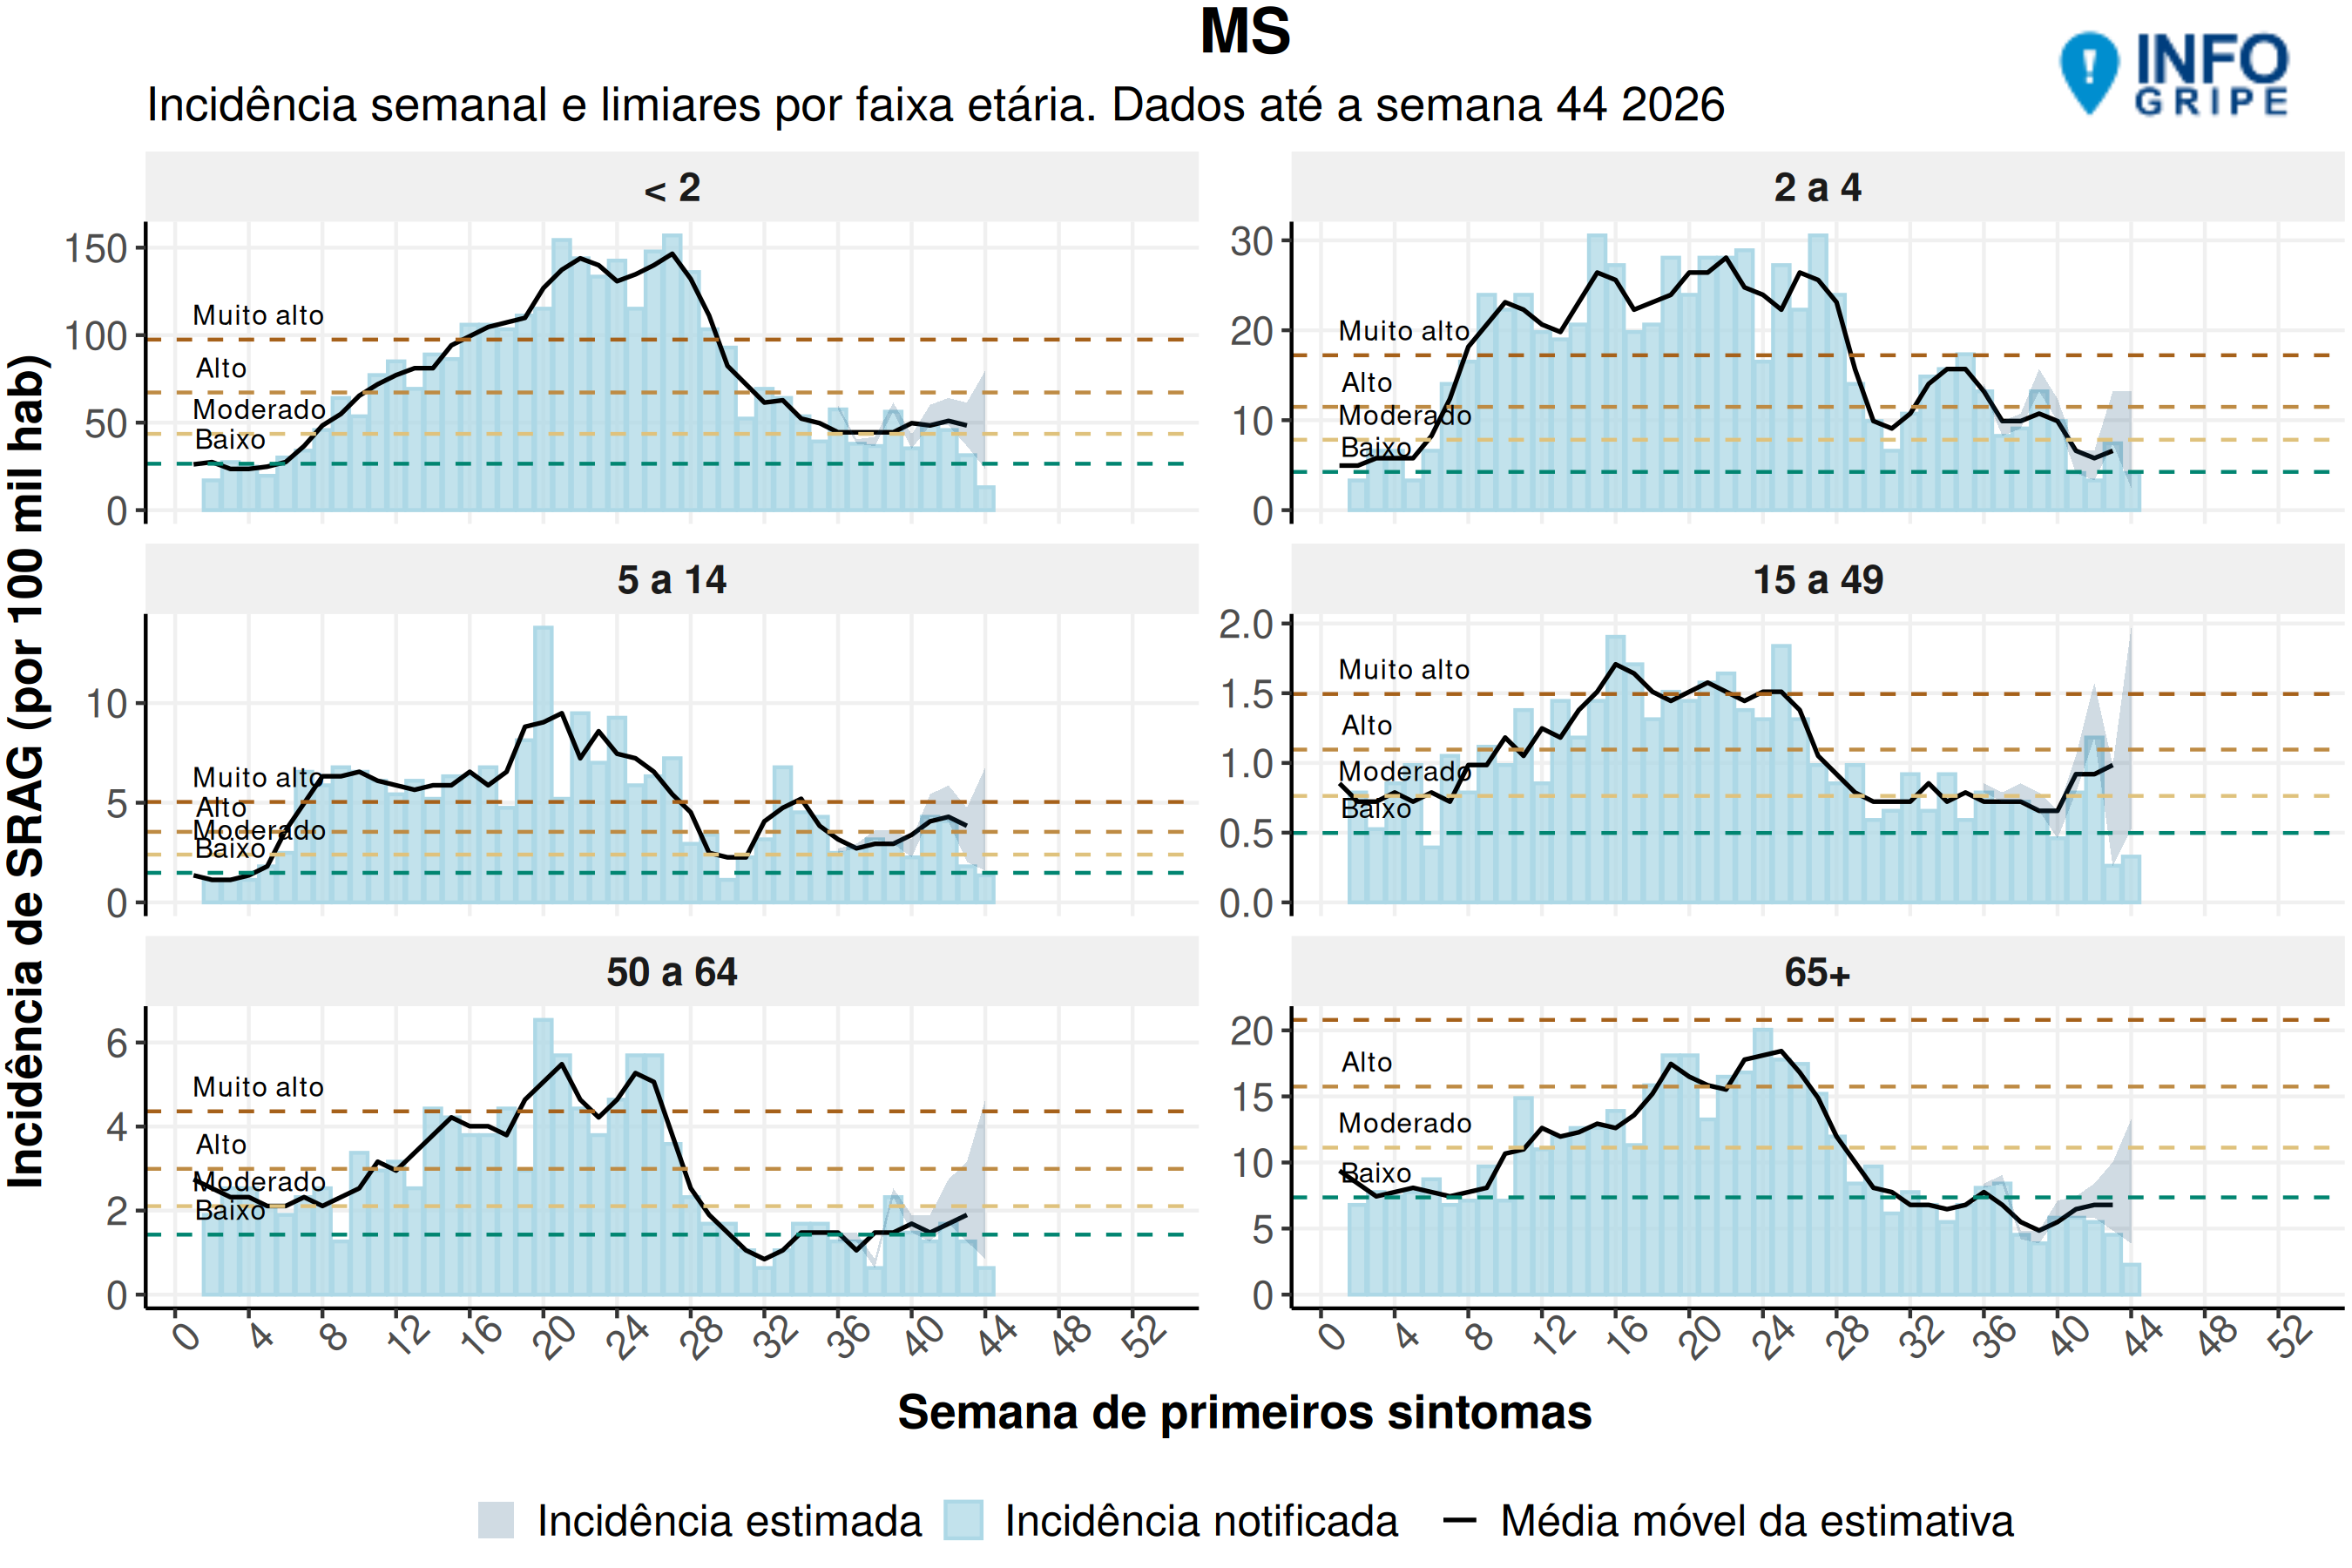 MS
INFO
GRIPE
Incidência semanal e limiares por faixa etária. Dados até a semana 44 2026
Incidência de SRAG (por 100 mil hab)
< 2
150
100
50
0
Muito alto
Alto
Moderado
Baixo
2 a 4
30
20
10
0
Muito alto
Alto
Moderado
Baixo
5 a 14
10
5
0
Muito alto
Alto
Moderado
Baixo
15 a 49
2.0
1.5
1.0
0.5
0.0
Muito alto
Alto
Moderado
Baixo
50 a 64
6
4
2
0
Muito alto
Alto
Moderado
Baixo
65+
20
15
10
5
0
Alto
Moderado
Baixo
0 4 8 12 16 20 24 28 32 36 40 44 48 52
0 4 8 12 16 20 24 28 32 36 40 44 48 52
Semana de primeiros sintomas
Incidência estimada Incidência notificada Média móvel da estimativa